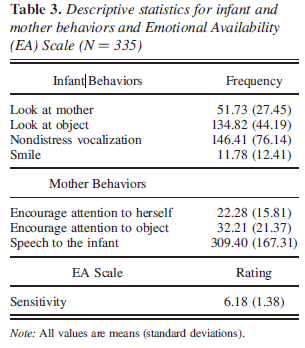 Table 3. Descriptive statistics for infant and
mother behaviors and Emotional Availability
(EA) Scale (N = 335)
Infant Behaviors Frequency
Look at mother 51.73 (27.45)
Look at object 134.82 (44.19)
Nondistress vocalization 146.41 (76.14)
Smile 11.78 (12.41)
Mother Behaviors
Encourage attention to herself 22.28 (15.81)
Encourage attention to object 32.21 (21.37)
Speech to the infant 309.40 (167.31)
EA Scale Rating
Sensitivity 6.18 (1.38)
Note: All values are means (standard deviations).